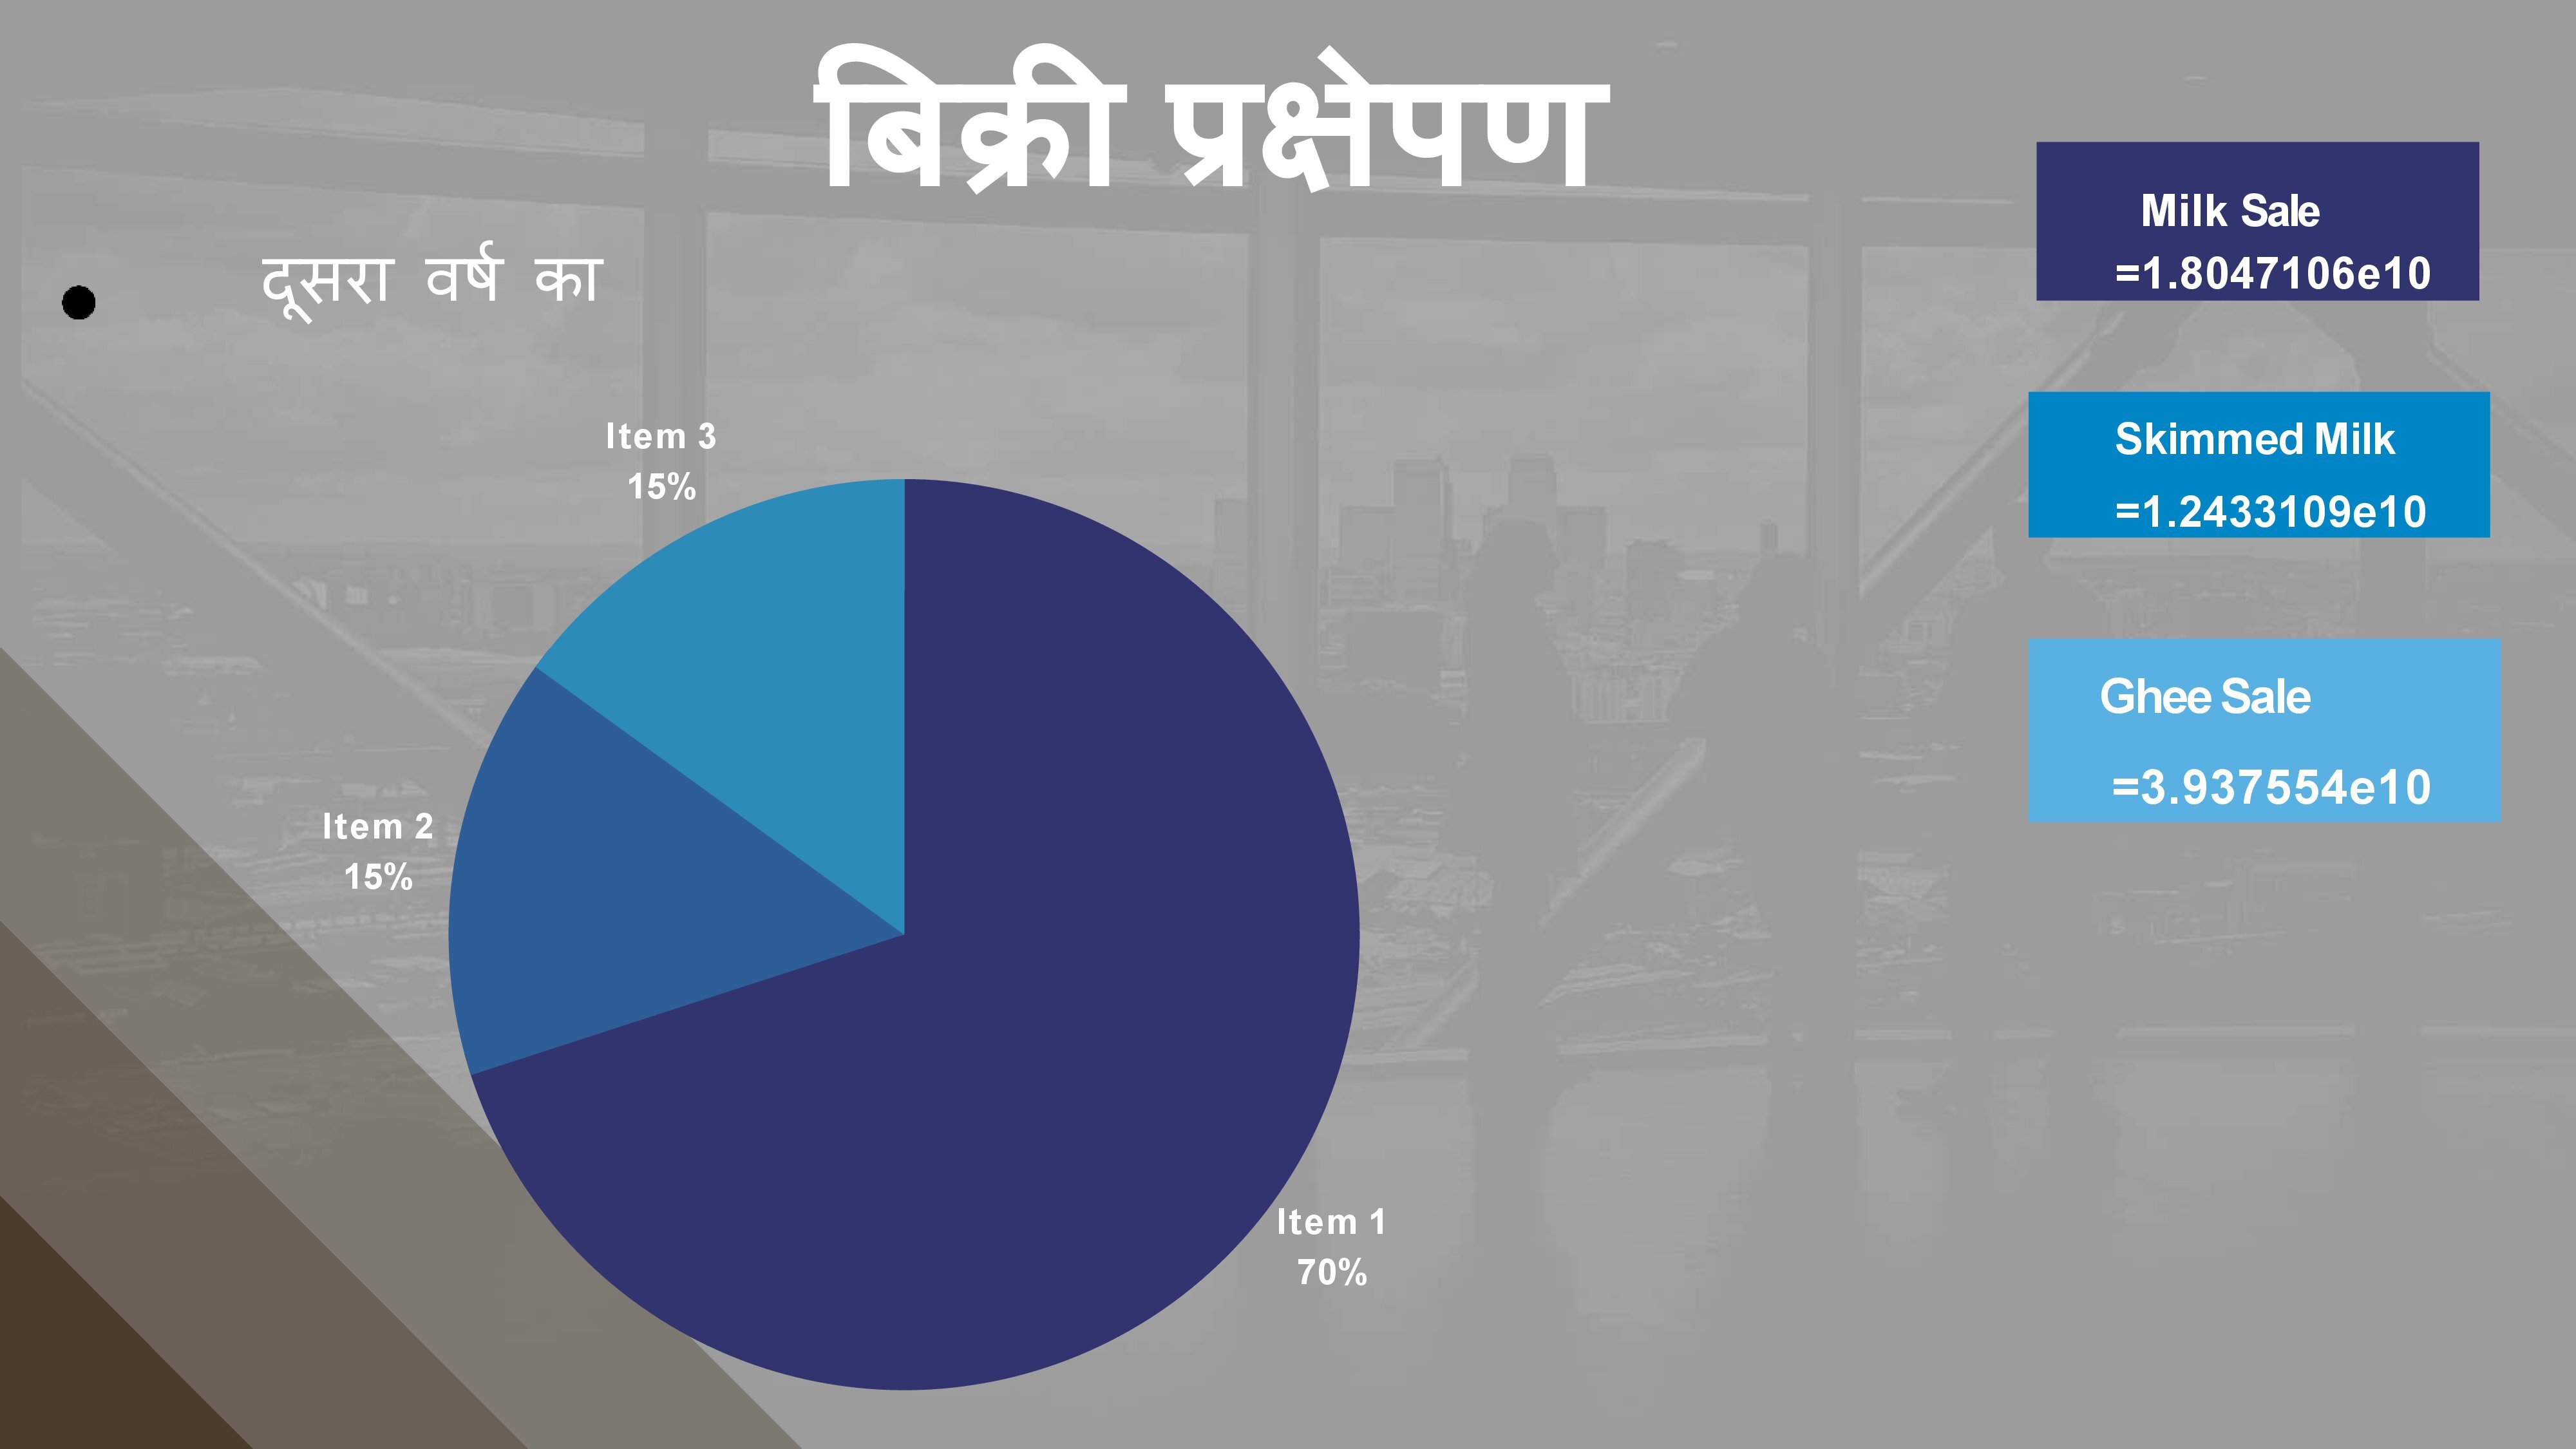 बिक्री प्रक्षेपण
दूसरा वर्ष का
Milk Sale
=1.8047106e10
Skimmed Milk
=1.2433109e10
Ghee Sale
=3.937554e10
Item 3
15%
Item 2
15%
Item 1
70%